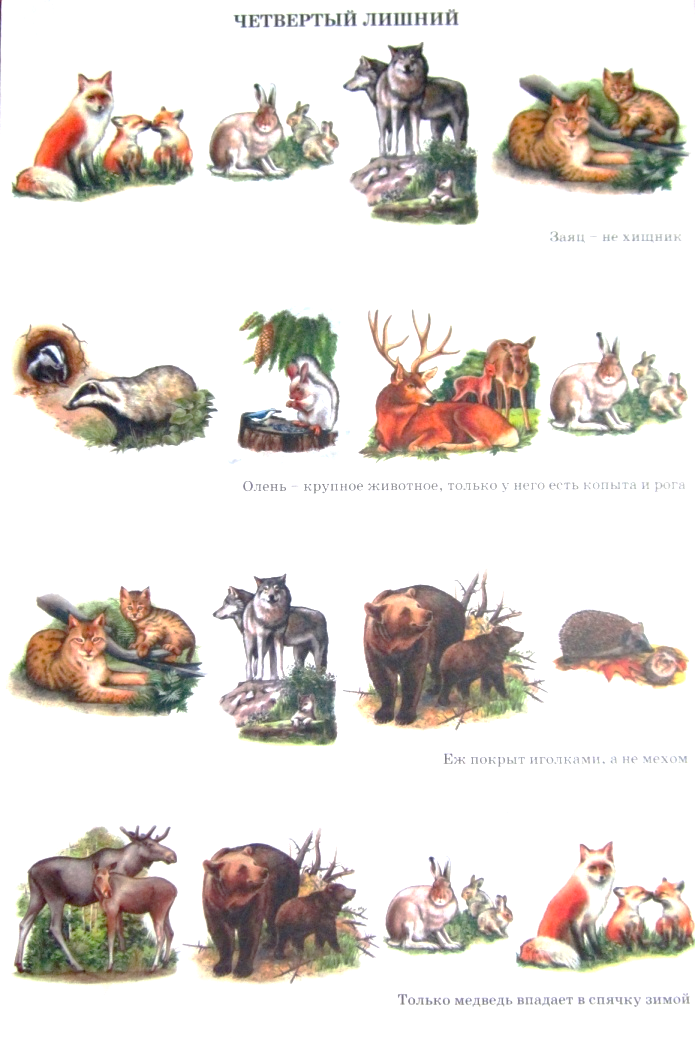 ЧЕТВЕРТЫЙ ЛИШНИЙ
Заяц – не хищник
Олень – крупное животное, только у него есть копыта и рога
Еж покрыт иголками, а не мехом
Только медведь впадает в спячку зимой